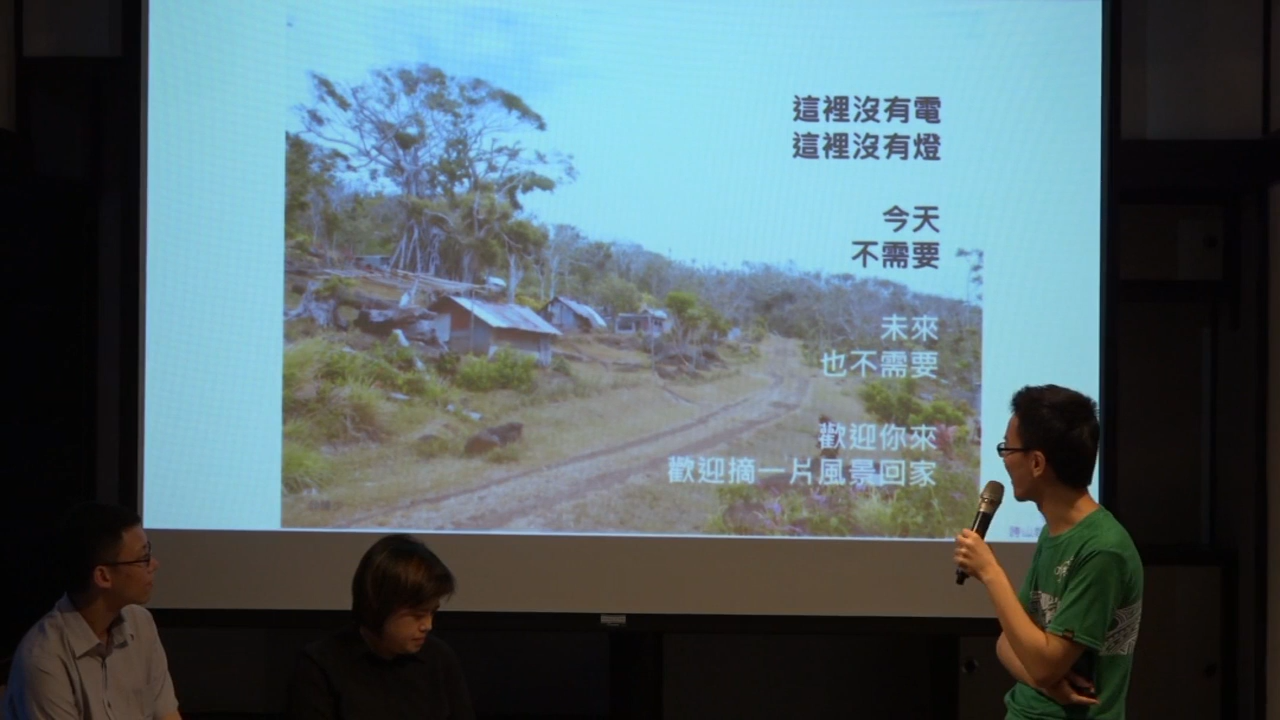 這裡沒有電
這裡沒有燈
今天
不需要
未來
也不需要
歡迎你來
歡迎摘一片風景回家